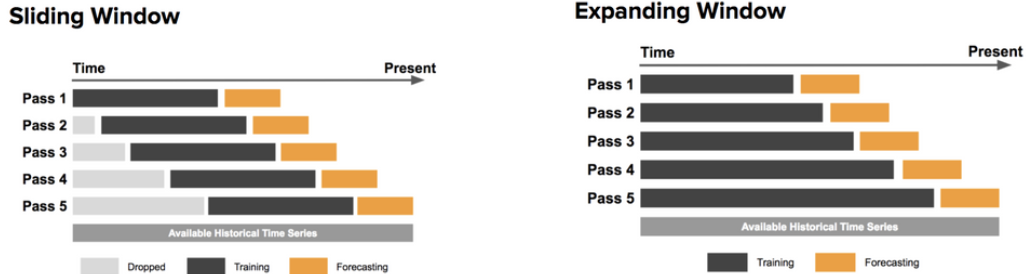 Sliding Window
Time Present
Pass 1
Pass 2
Pass 3
Pass 4
Pass 5
Available Historical Time Series
Dropped Training Forecasting
Expanding Window
Time Present
Pass 1
Pass 2
Pass 3
Pass 4
Pass 5
Available Historical Time Series
Training Forecasting